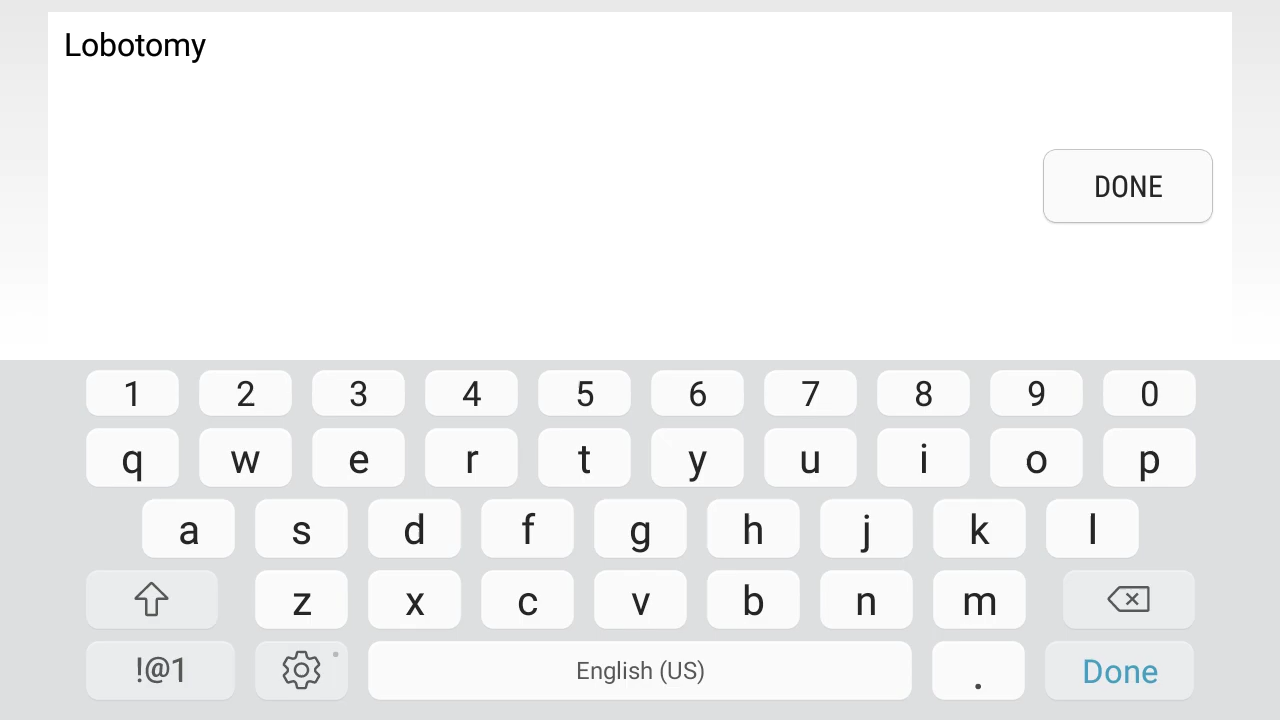 Lobotomy
DONE
1 2 3 4 5 6 7 8 9 0
q w e r t y u i o p
a s d f g h j k l
z x c v b n m
!@1 English (US) . Done